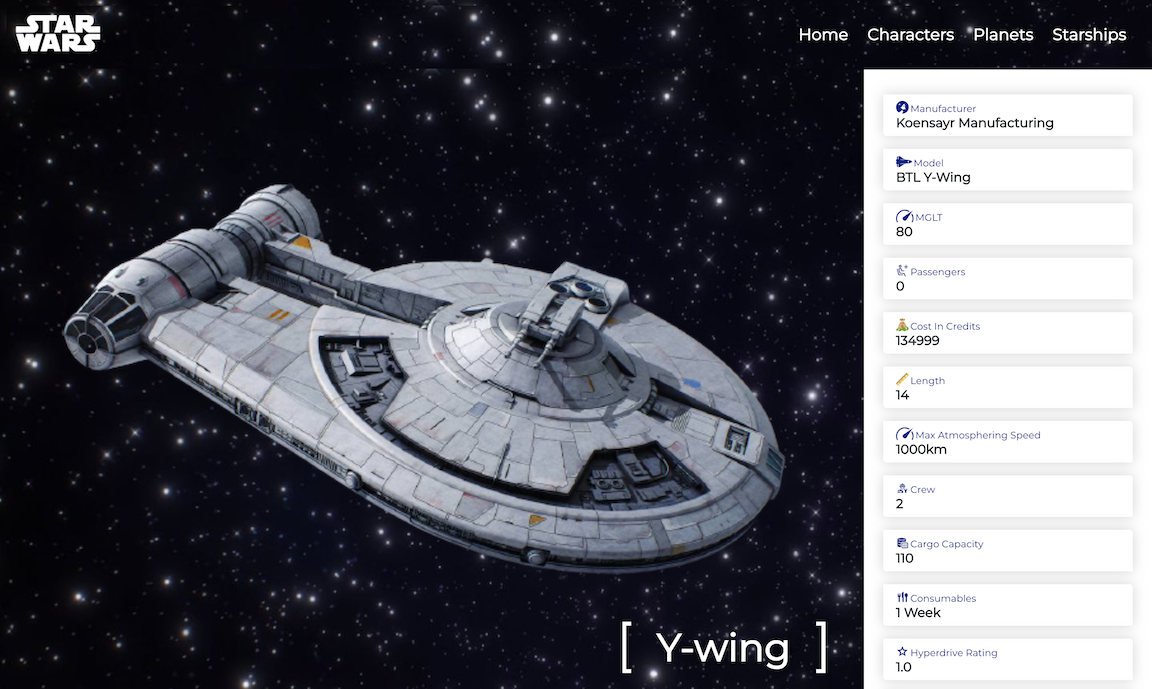 STAR
WARS
Home Characters Planets Starships
Manufacturer
Koensayr Manufacturing
Model
BTL Y-Wing
MGLT
80
Passengers
0
Cost In Credits
134999
Length
14
Max Atmosphering Speed
1000km
Crew
2
Cargo Capacity
110
Consumables
1 Week
Hyperdrive Rating
1.0
[ Y-wing ]